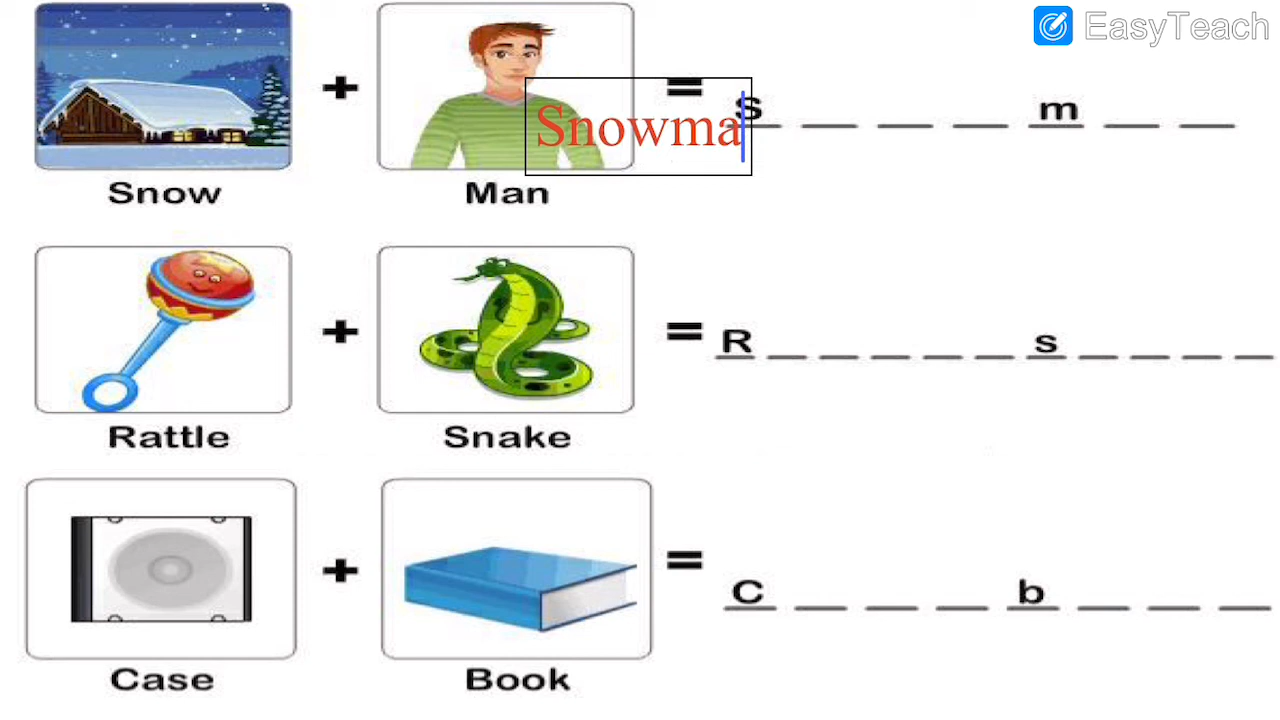 EasyTeach
+ = S _ _ _ m _ _
Snowma
Snow Man
+ = R _ _ _ _ _ s _ _ _ _
Rattle Snake
+ = C _ _ _ b _ _ _
Case Book